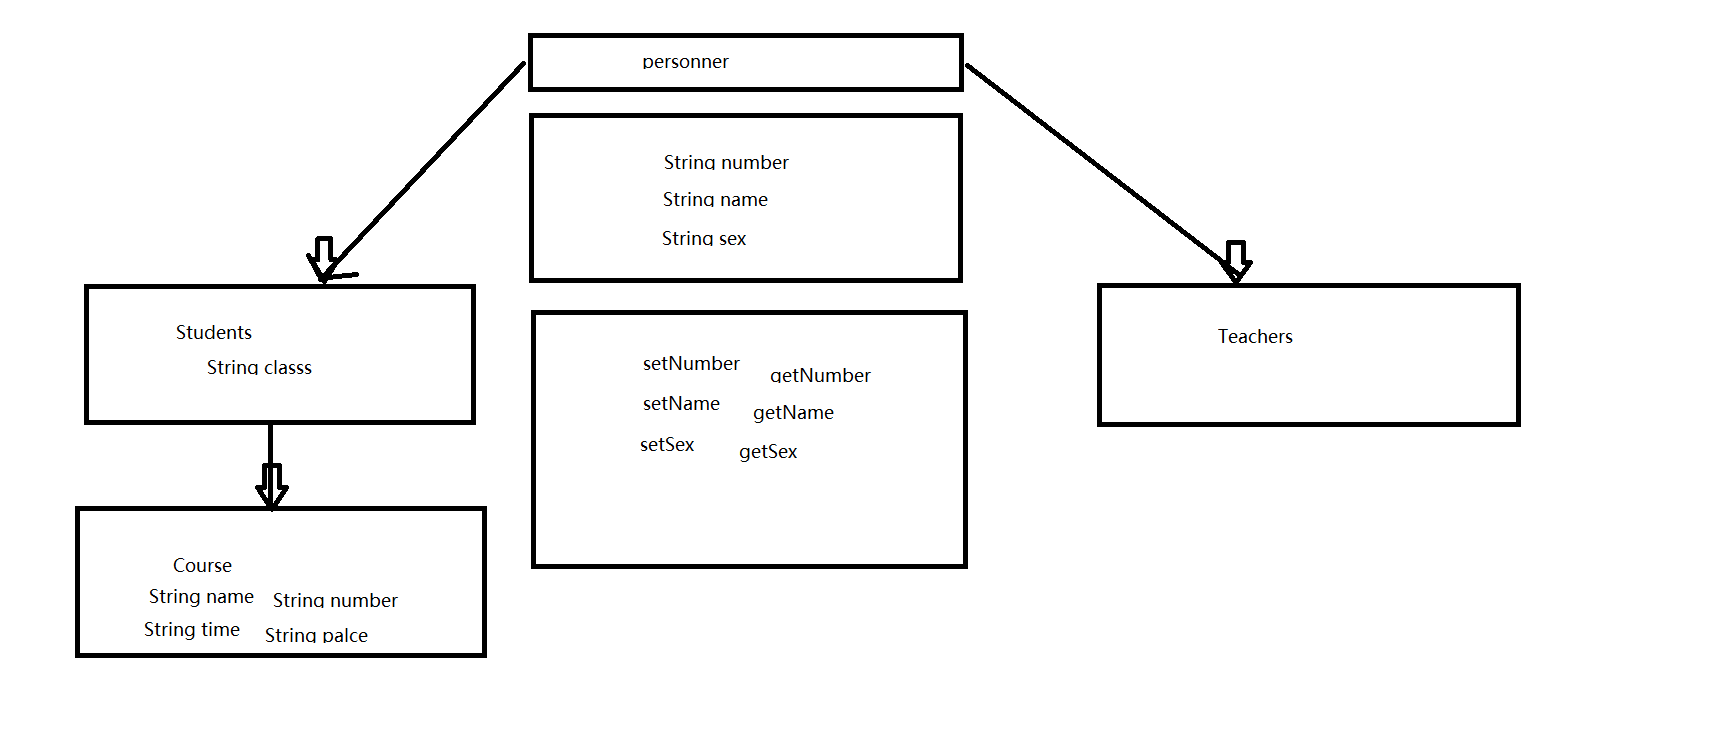 personner
String number
String name
String sex
Students
String classs
Teachers
setNumber
getNumber
setName
getName
setSex
getSex
Course
String name
String number
String time
String palce